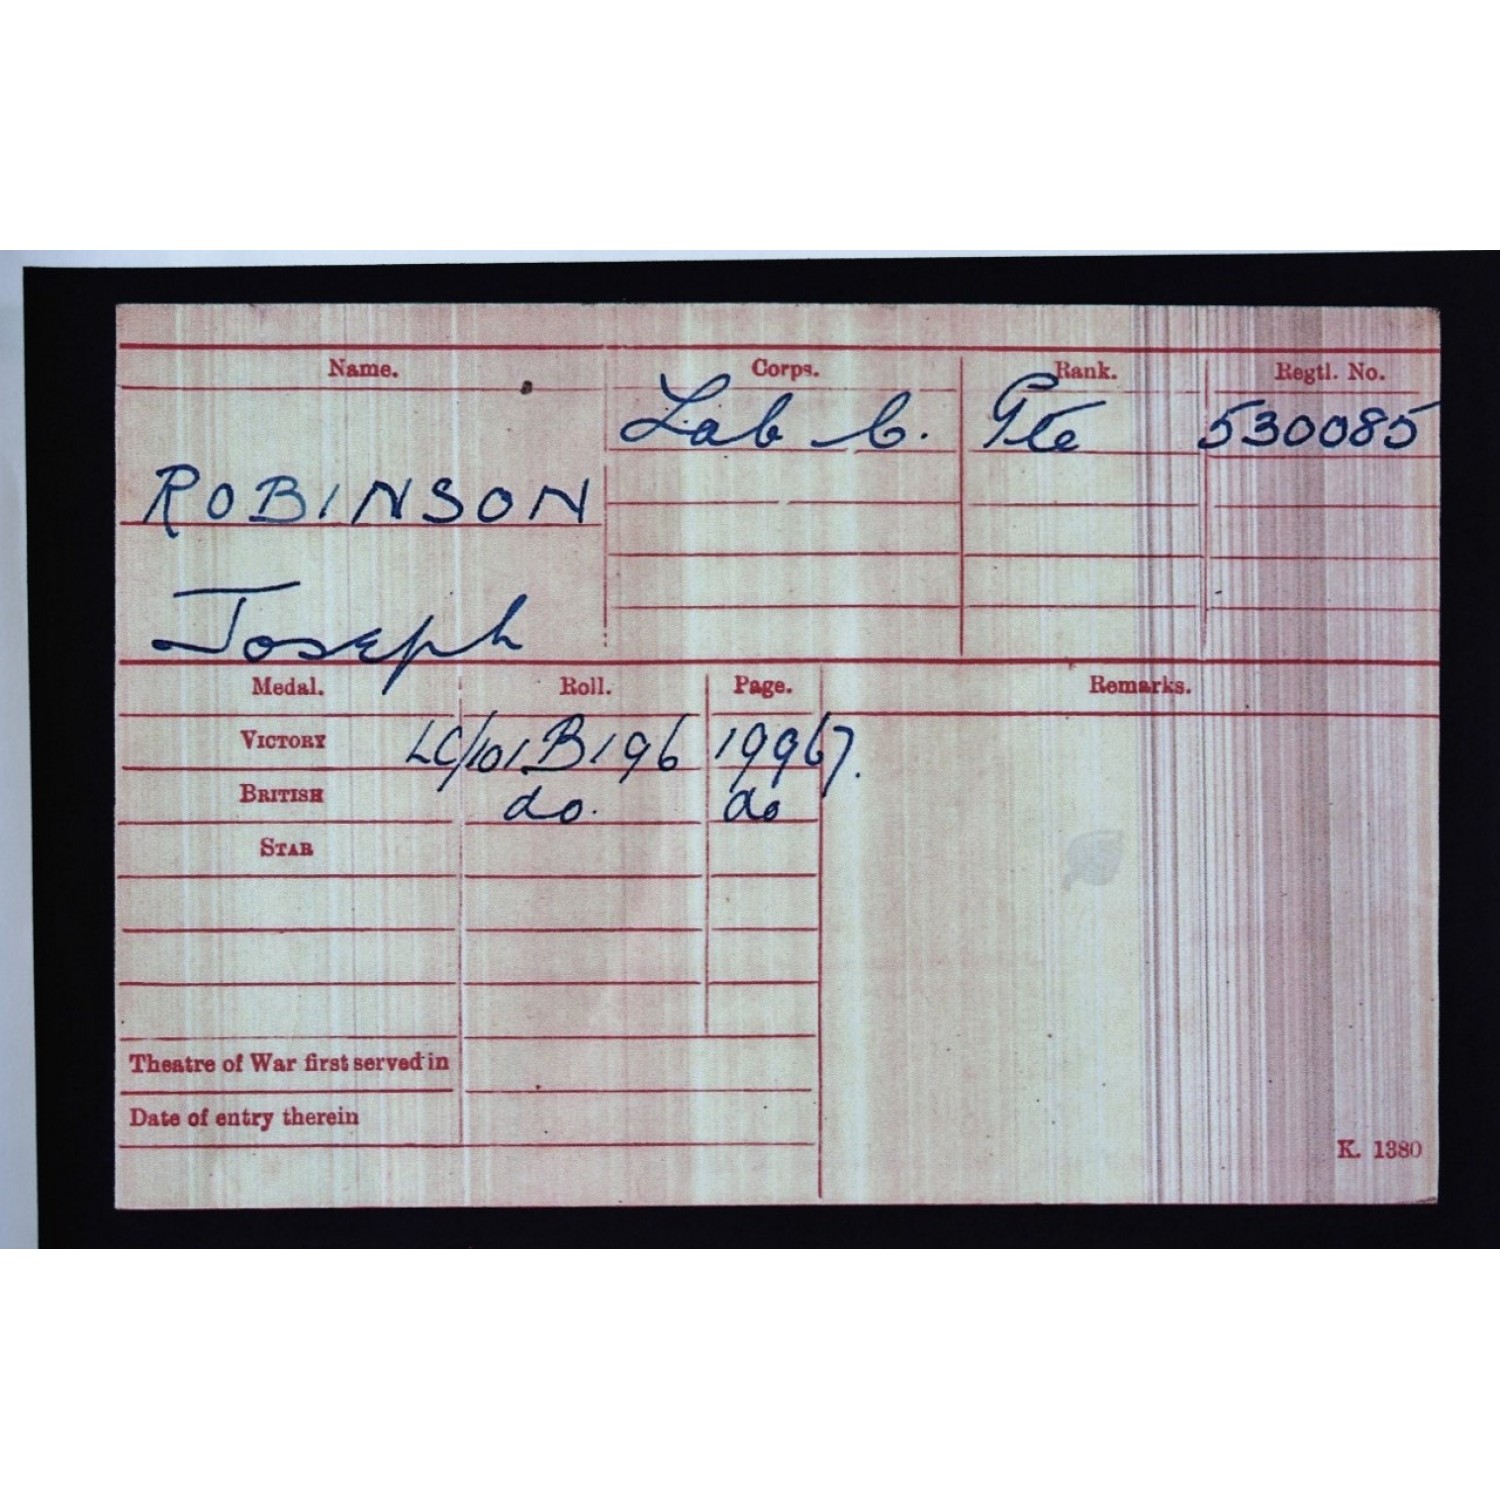 Name. Corps. Rank. Regtl. No.
Lab C. Pte 530085
ROBINSON
Joseph
Medal. Roll. Page. Remarks.
VICTORY LC/101B196 19967.
BRITISH do. do
STAR
Theatre of War first served in
Date of entry therein
K. 1380